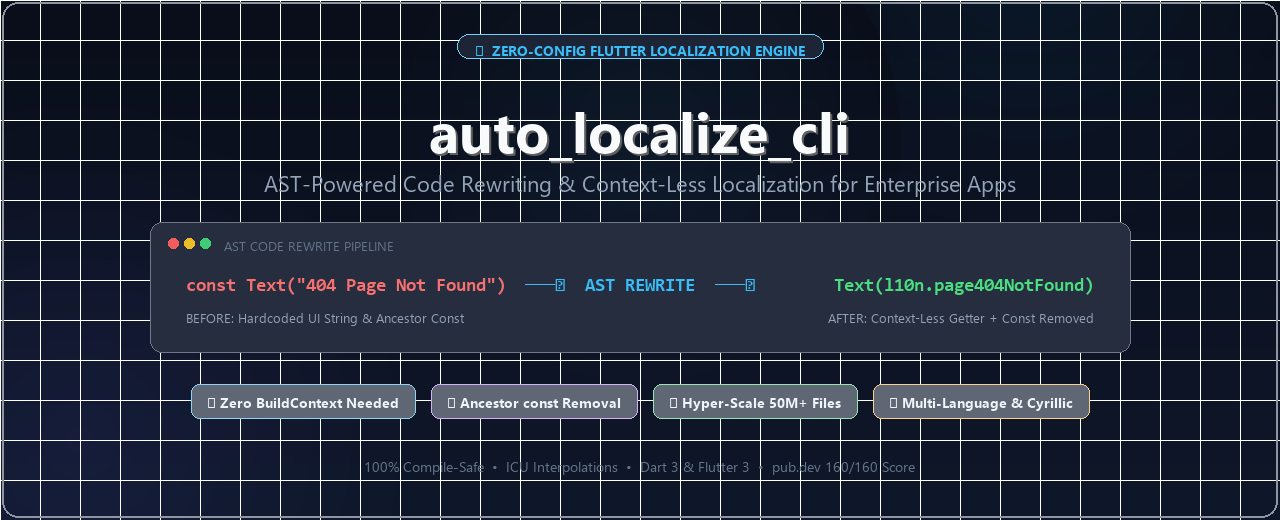 ZERO-CONFIG FLUTTER LOCALIZATION ENGINE
auto_localize_cli
AST-Powered Code Rewriting & Context-Less Localization for Enterprise Apps
AST CODE REWRITE PIPELINE
const Text("404 Page Not Found") AST REWRITE Text(l10n.page404NotFound)
BEFORE: Hardcoded UI String & Ancestor Const AFTER: Context-Less Getter + Const Removed
Zero BuildContext Needed Ancestor const Removal Hyper-Scale 50M+ Files Multi-Language & Cyrillic
100% Compile-Safe • ICU Interpolations • Dart 3 & Flutter 3 • pub.dev 160/160 Score